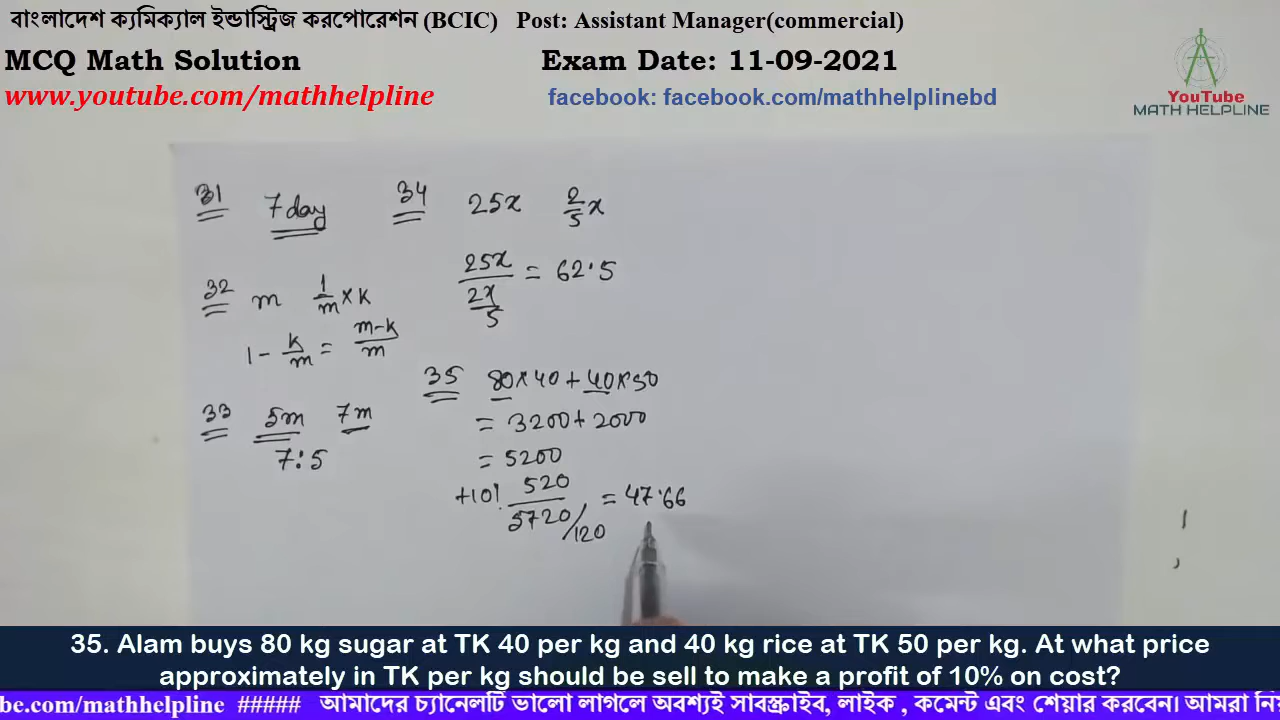 বাংলাদেশ ক্যমিক্যাল ইন্ডাস্ট্রিজ করপোরেশন (BCIC) Post: Assistant Manager(commercial)
MCQ Math Solution Exam Date: 11-09-2021
www.youtube.com/mathhelpline facebook: facebook.com/mathhelplinebd
YouTube
MATH HELPLINE
31 7day
32 m 1/m×k
1 - k/m = m-k/m
33 5m 7m
7:5
34 25x 2/5x
25x/2x/5 = 62.5
35 80×40 + 40×50
= 3200+2000
= 5200
+10% 520
5720/120 = 47.66
35. Alam buys 80 kg sugar at TK 40 per kg and 40 kg rice at TK 50 per kg. At what price
approximately in TK per kg should be sell to make a profit of 10% on cost?
be.com/mathhelpline ##### আমাদের চ্যানেলটি ভালো লাগলে অবশ্যই সাবস্ক্রাইব, লাইক , কমেন্ট এবং শেয়ার করবেন। আমরা নি